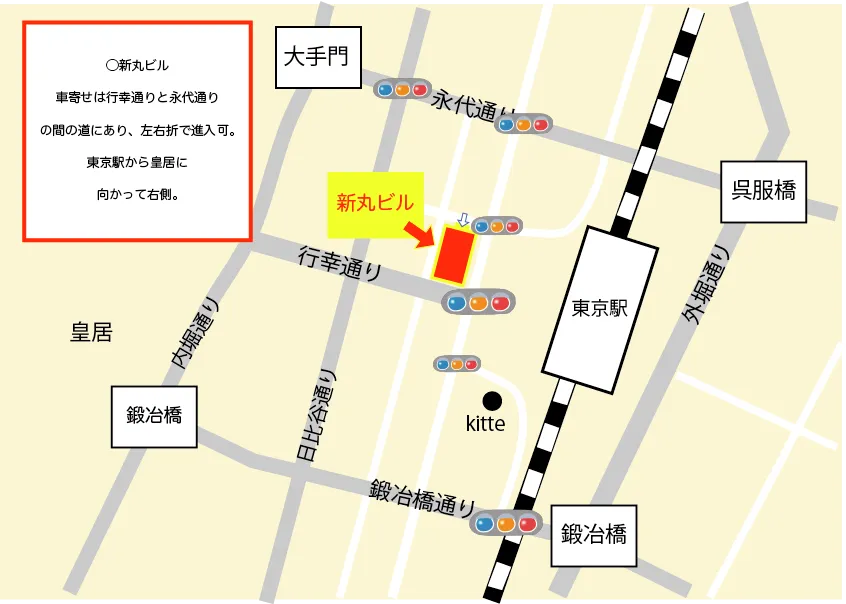 ○新丸ビル
車寄せは行幸通りと永代通り
の間の道にあり、左右折で進入可。
東京駅から皇居に
向かって右側。
大手門
永代通り
呉服橋
新丸ビル
行幸通り
外堀通り
東京駅
皇居
内堀通り
鍛冶橋
日比谷通り
kitte
鍛冶橋通り
鍛冶橋